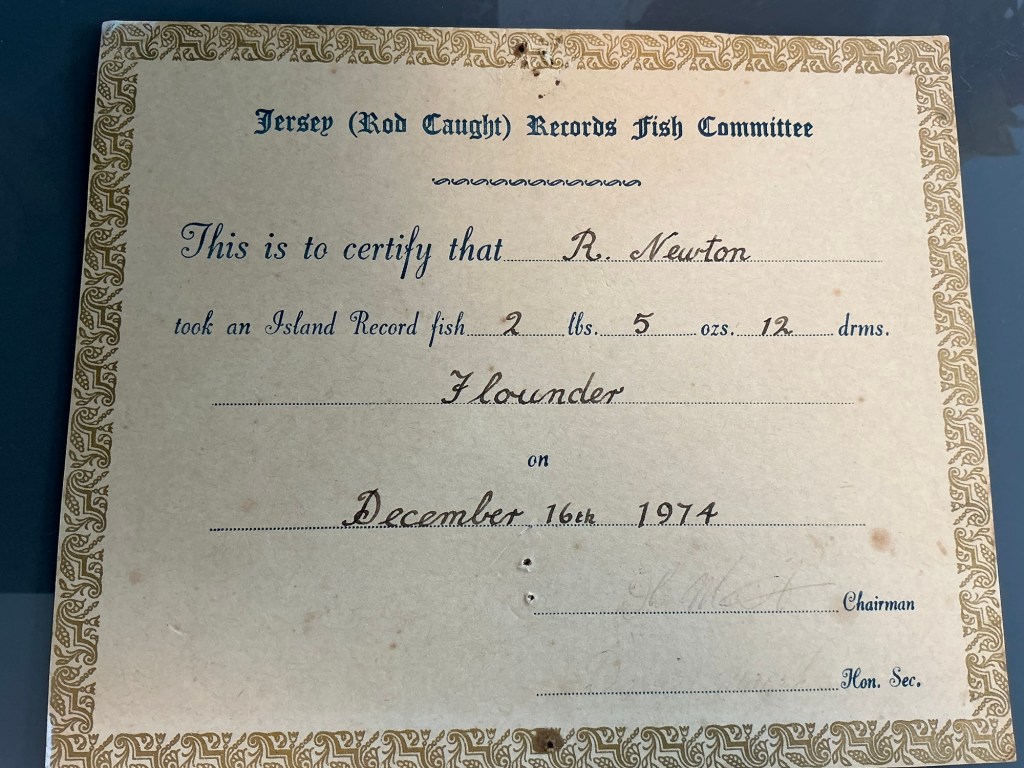 Jersey (Rod Caught) Records Fish Committee
This is to certify that R. Newton
took an Island Record fish 2 lbs. 5 ozs. 12 drms.
Flounder
on
December 16th 1974
Chairman
Hon. Sec.